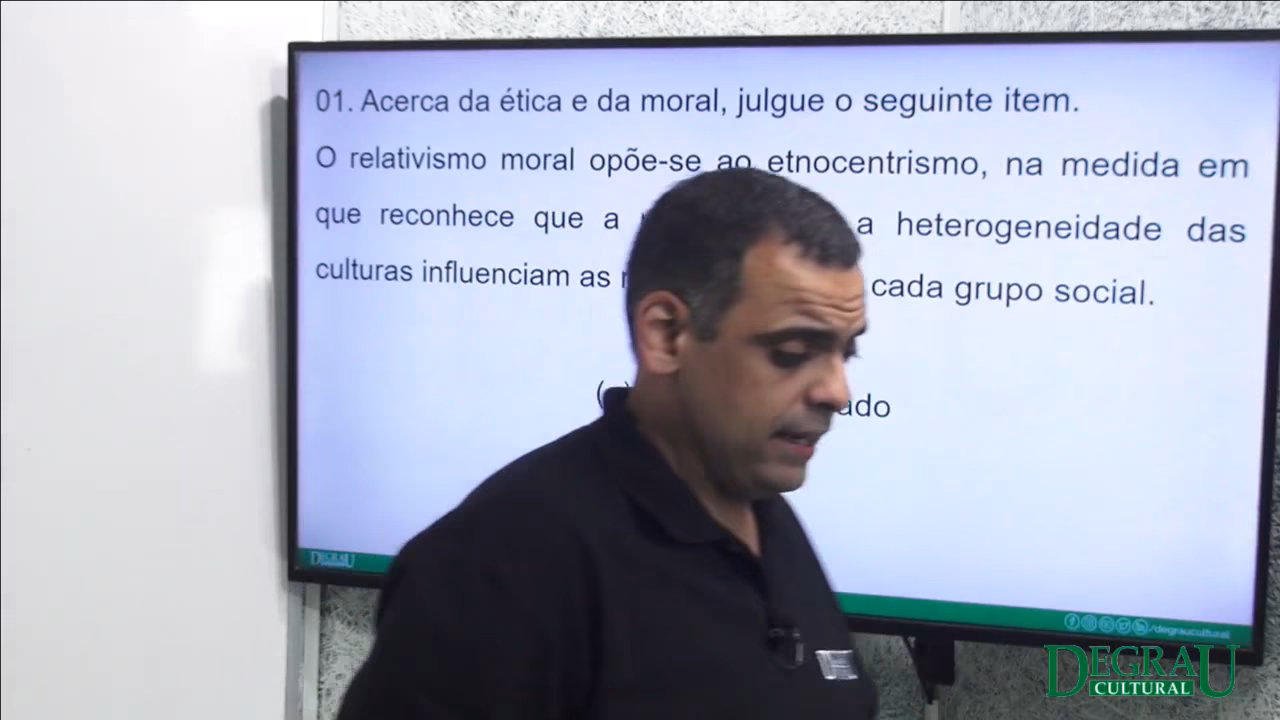 01. Acerca da ética e da moral, julgue o seguinte item.
O relativismo moral opõe-se ao etnocentrismo, na medida em
que reconhece que a a heterogeneidade das
culturas influenciam as cada grupo social.
DEGRAU
/degraucultural
DEGRAU
CULTURAL